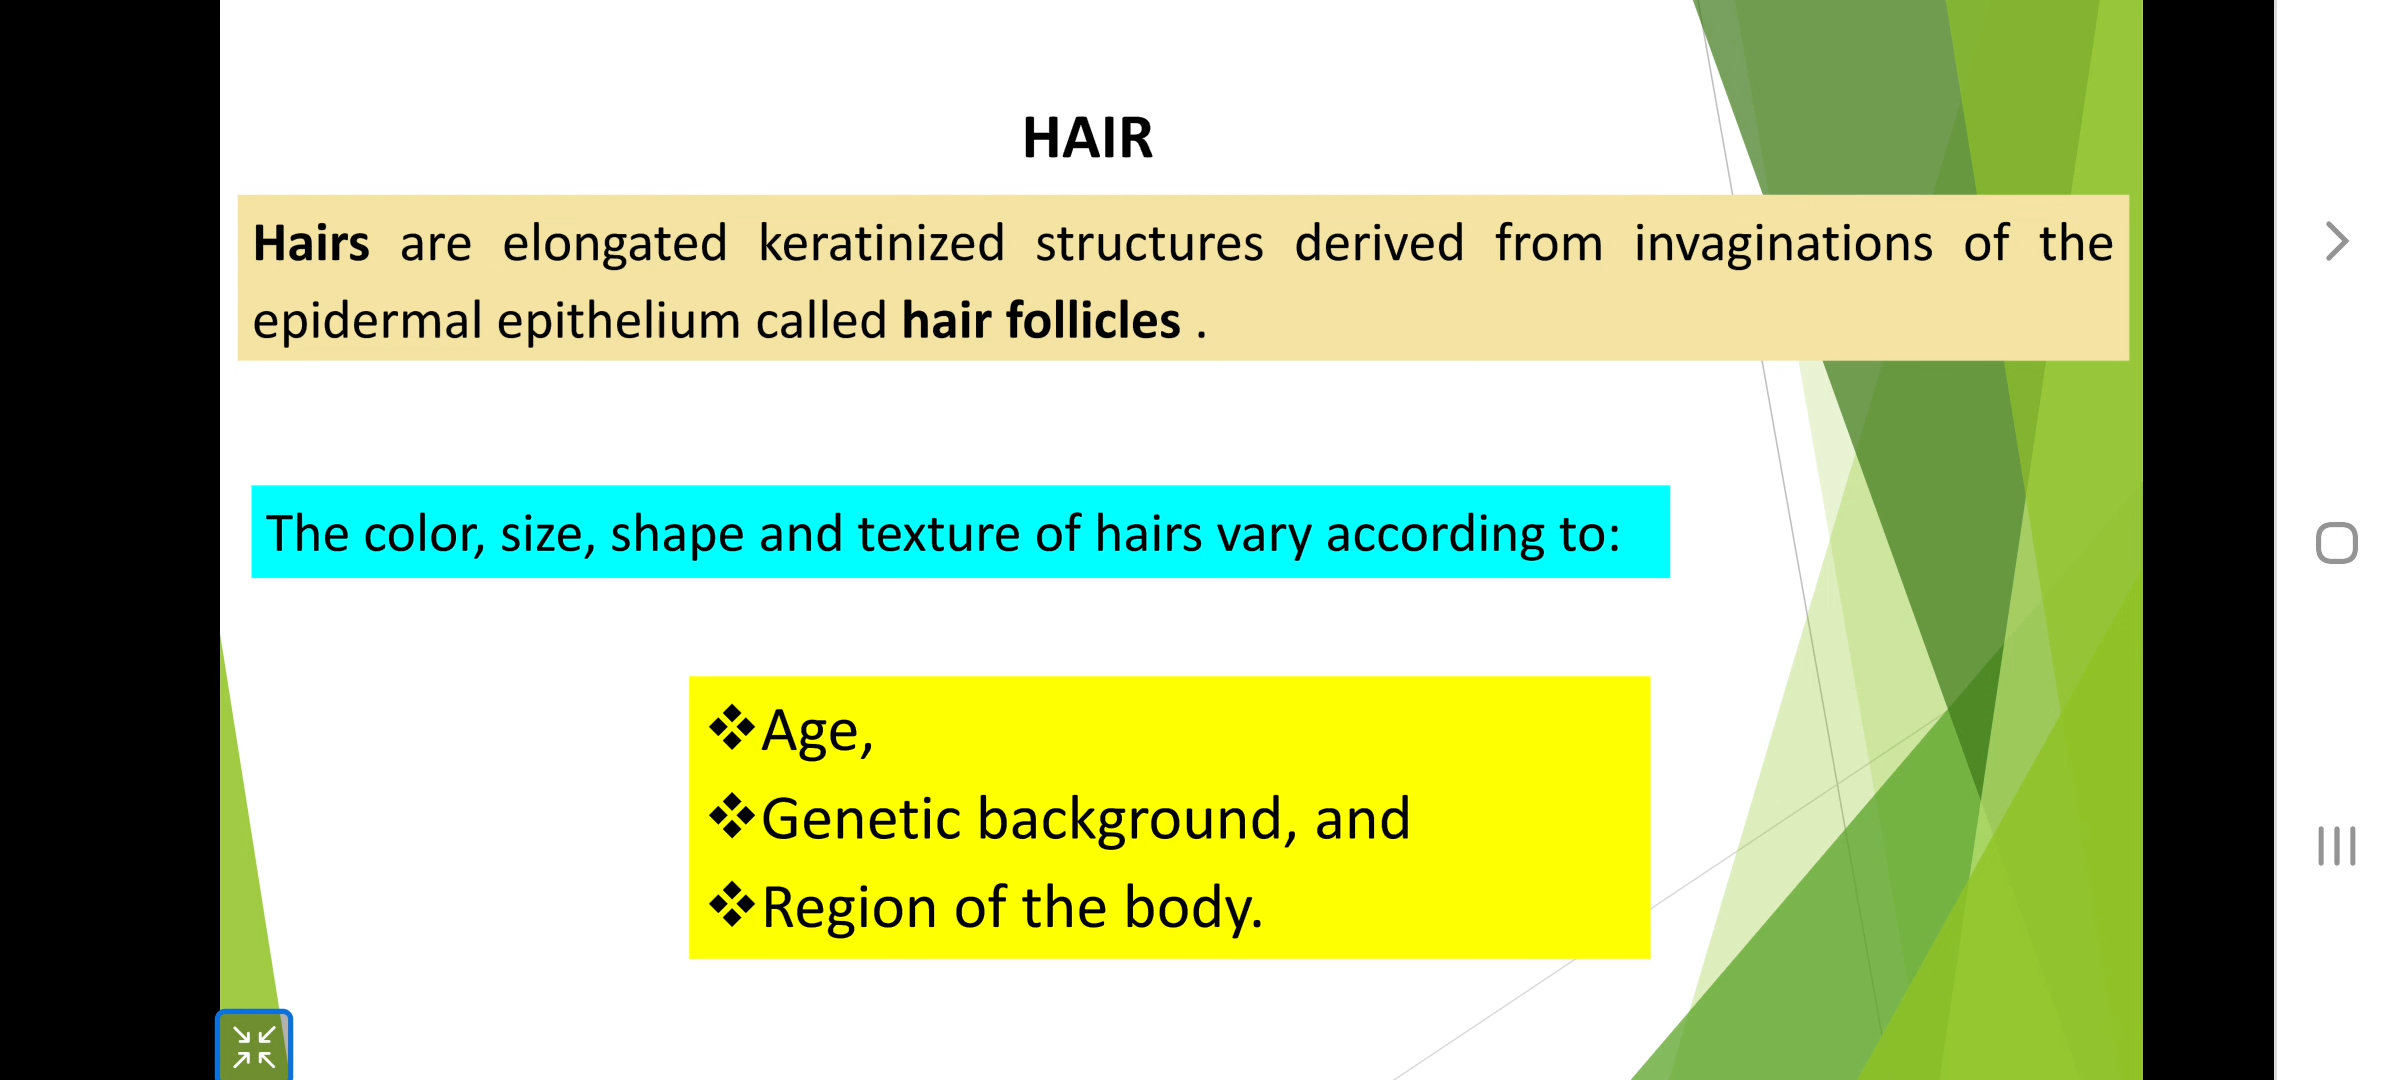 HAIR
Hairs are elongated keratinized structures derived from invaginations of the
epidermal epithelium called hair follicles .
The color, size, shape and texture of hairs vary according to:
❖Age,
❖Genetic background, and
❖Region of the body.